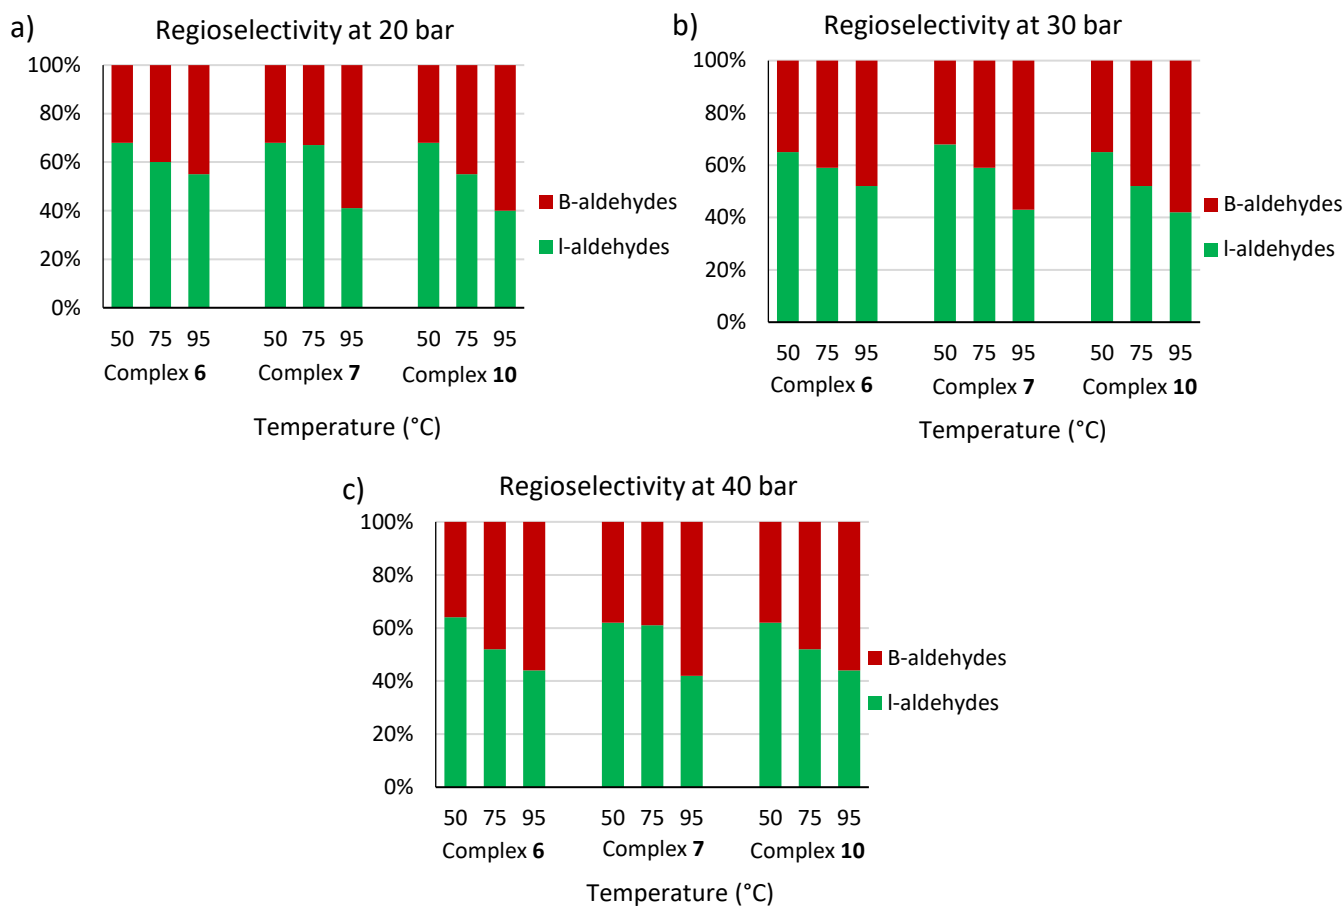 a)
Regioselectivity at 20 bar
100%
80%
60%
40%
20%
0%
50 75 95 50 75 95 50 75 95
Complex 6 Complex 7 Complex 10
Temperature (°C)
B-aldehydes
l-aldehydes
b)
Regioselectivity at 30 bar
100%
80%
60%
40%
20%
0%
50 75 95 50 75 95 50 75 95
Complex 6 Complex 7 Complex 10
Temperature (°C)
B-aldehydes
l-aldehydes
c)
Regioselectivity at 40 bar
100%
80%
60%
40%
20%
0%
50 75 95 50 75 95 50 75 95
Complex 6 Complex 7 Complex 10
Temperature (°C)
B-aldehydes
l-aldehydes